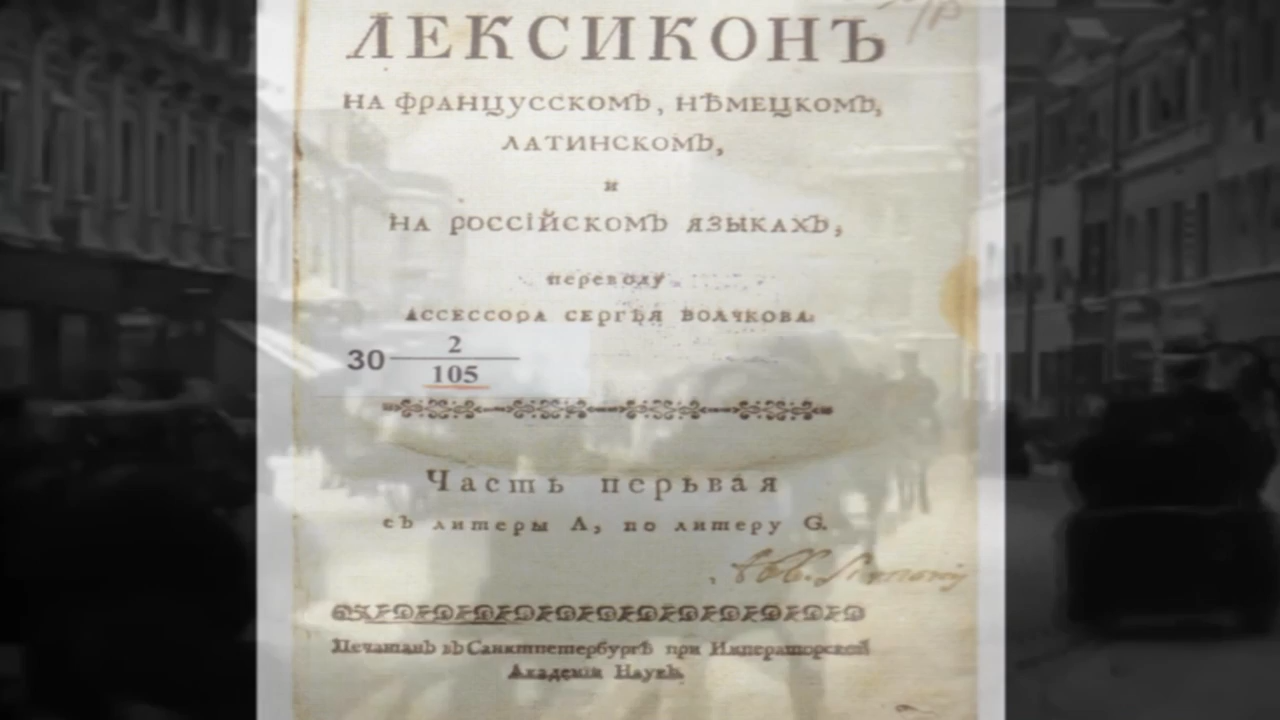 ЛЕКСИКОНЪ
НА ФРАНЦУССКОМЪ, НѢМЕЦКОМЪ,
ЛАТИНСКОМЪ,
и
НА РОССІЙСКОМЪ ЯЗЫКАХЪ,
переводу
АССЕССОРА СЕРГѢЯ ВОЛЧКОВА.
30 2
105
Часть перьвая
съ литеры A, по литеру G.
Печатанъ въ Санктпетербургѣ при Императорской
Академіи Наукъ